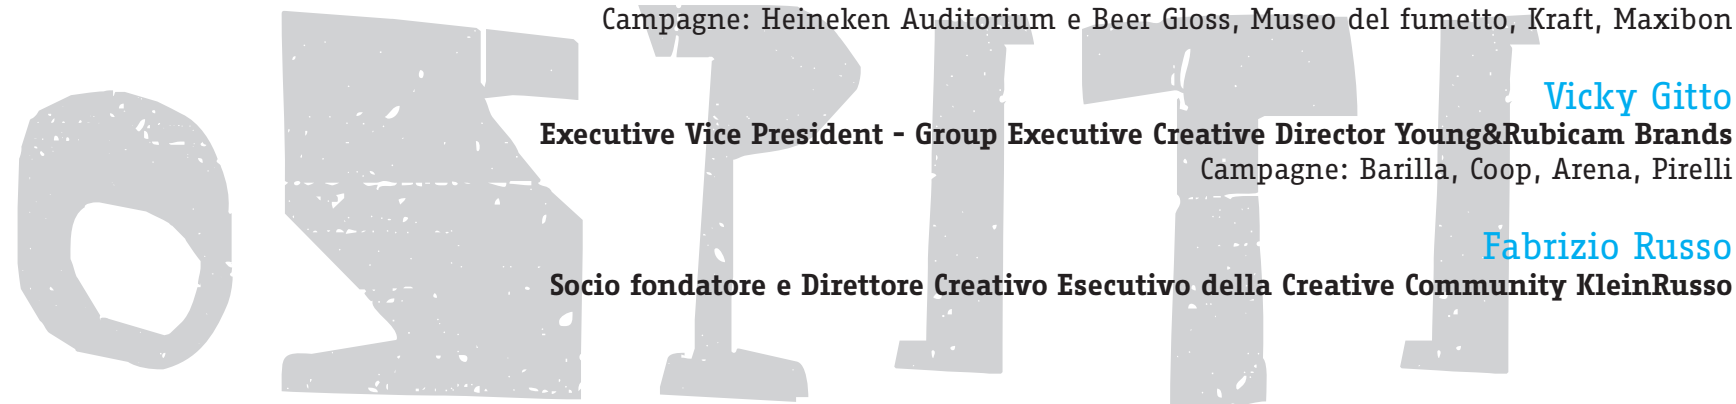 OSPITI
Campagne: Heineken Auditorium e Beer Gloss, Museo del fumetto, Kraft, Maxibon
Vicky Gitto
Executive Vice President - Group Executive Creative Director Young&Rubicam Brands
Campagne: Barilla, Coop, Arena, Pirelli
Fabrizio Russo
Socio fondatore e Direttore Creativo Esecutivo della Creative Community KleinRusso